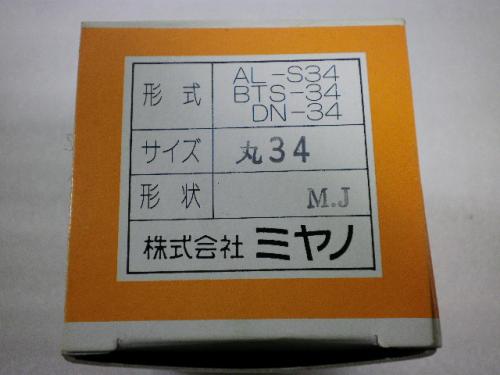 形式 AL-S34
BTS-34
DN-34
サイズ 丸34
形状 M.J
株式会社 ミヤノ